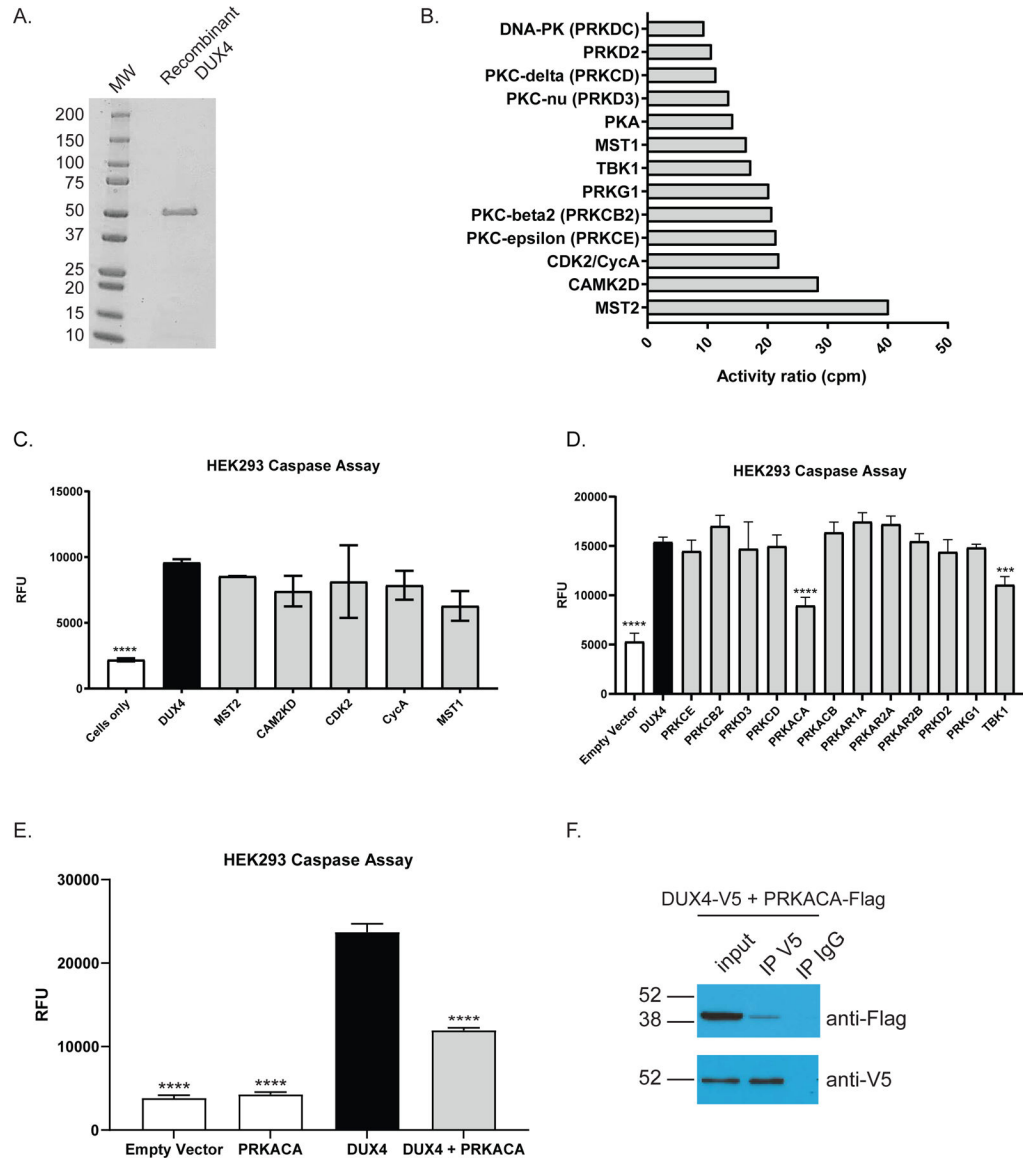 A.
MW
Recombinant
DUX4
200
150
100
75
50
37
25
20
15
10
B.
DNA-PK (PRKDC)
PRKD2
PKC-delta (PRKCD)
PKC-nu (PRKD3)
PKA
MST1
TBK1
PRKG1
PKC-beta2 (PRKCB2)
PKC-epsilon (PRKCE)
CDK2/CycA
CAMK2D
MST2
0 10 20 30 40 50
Activity ratio (cpm)
C.
HEK293 Caspase Assay
15000
10000
5000
0
RFU
****
Cells only DUX4 MST2 CAM2KD CDK2 CycA MST1
D.
HEK293 Caspase Assay
20000
15000
10000
5000
0
RFU
**** **** ***
Empty Vector DUX4 PRKCE PRKCB2 PRKD3 PRKCD PRKACA PRKACB PRKAR1A PRKAR2A PRKAR2B PRKD2 PRKG1 TBK1
E.
HEK293 Caspase Assay
30000
20000
10000
0
RFU
**** **** ****
Empty Vector PRKACA DUX4 DUX4 + PRKACA
F.
DUX4-V5 + PRKACA-Flag
input IP V5 IP IgG
52
38
anti-Flag
52
anti-V5